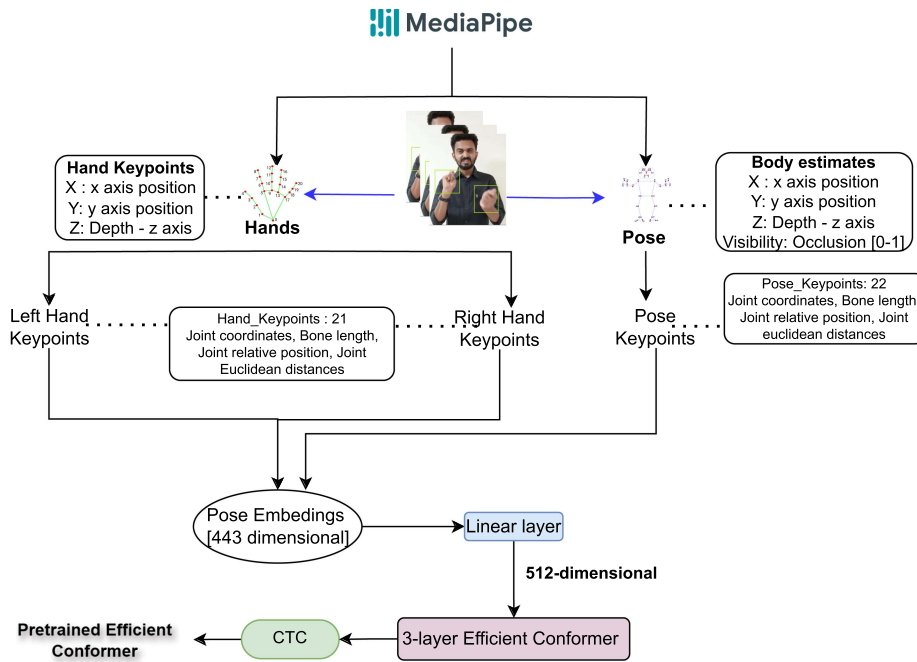 MediaPipe
Hand Keypoints
X : x axis position
Y: y axis position
Z: Depth - z axis
Hands
Body estimates
X : x axis position
Y: y axis position
Z: Depth - z axis
Visibility: Occlusion [0-1]
Pose
Left Hand
Keypoints
Hand_Keypoints : 21
Joint coordinates, Bone length,
Joint relative position, Joint
Euclidean distances
Right Hand
Keypoints
Pose
Keypoints
Pose_Keypoints: 22
Joint coordinates, Bone length,
Joint relative position, Joint
euclidean distances
Pose Embedings
[443 dimensional]
Linear layer
512-dimensional
3-layer Efficient Conformer
CTC
Pretrained Efficient
Conformer